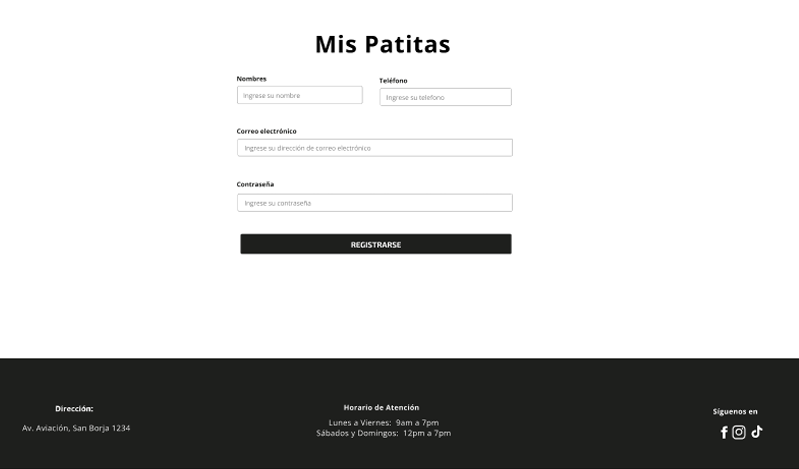 Mis Patitas
Nombres
Teléfono
Ingrese su nombre
Ingrese su telefono
Correo electrónico
Ingrese su dirección de correo electrónico
Contraseña
Ingrese su contraseña
REGISTRARSE
Dirección:
Av. Aviación, San Borja 1234
Horario de Atención
Lunes a Viernes: 9am a 7pm
Sábados y Domingos: 12pm a 7pm
Síguenos en